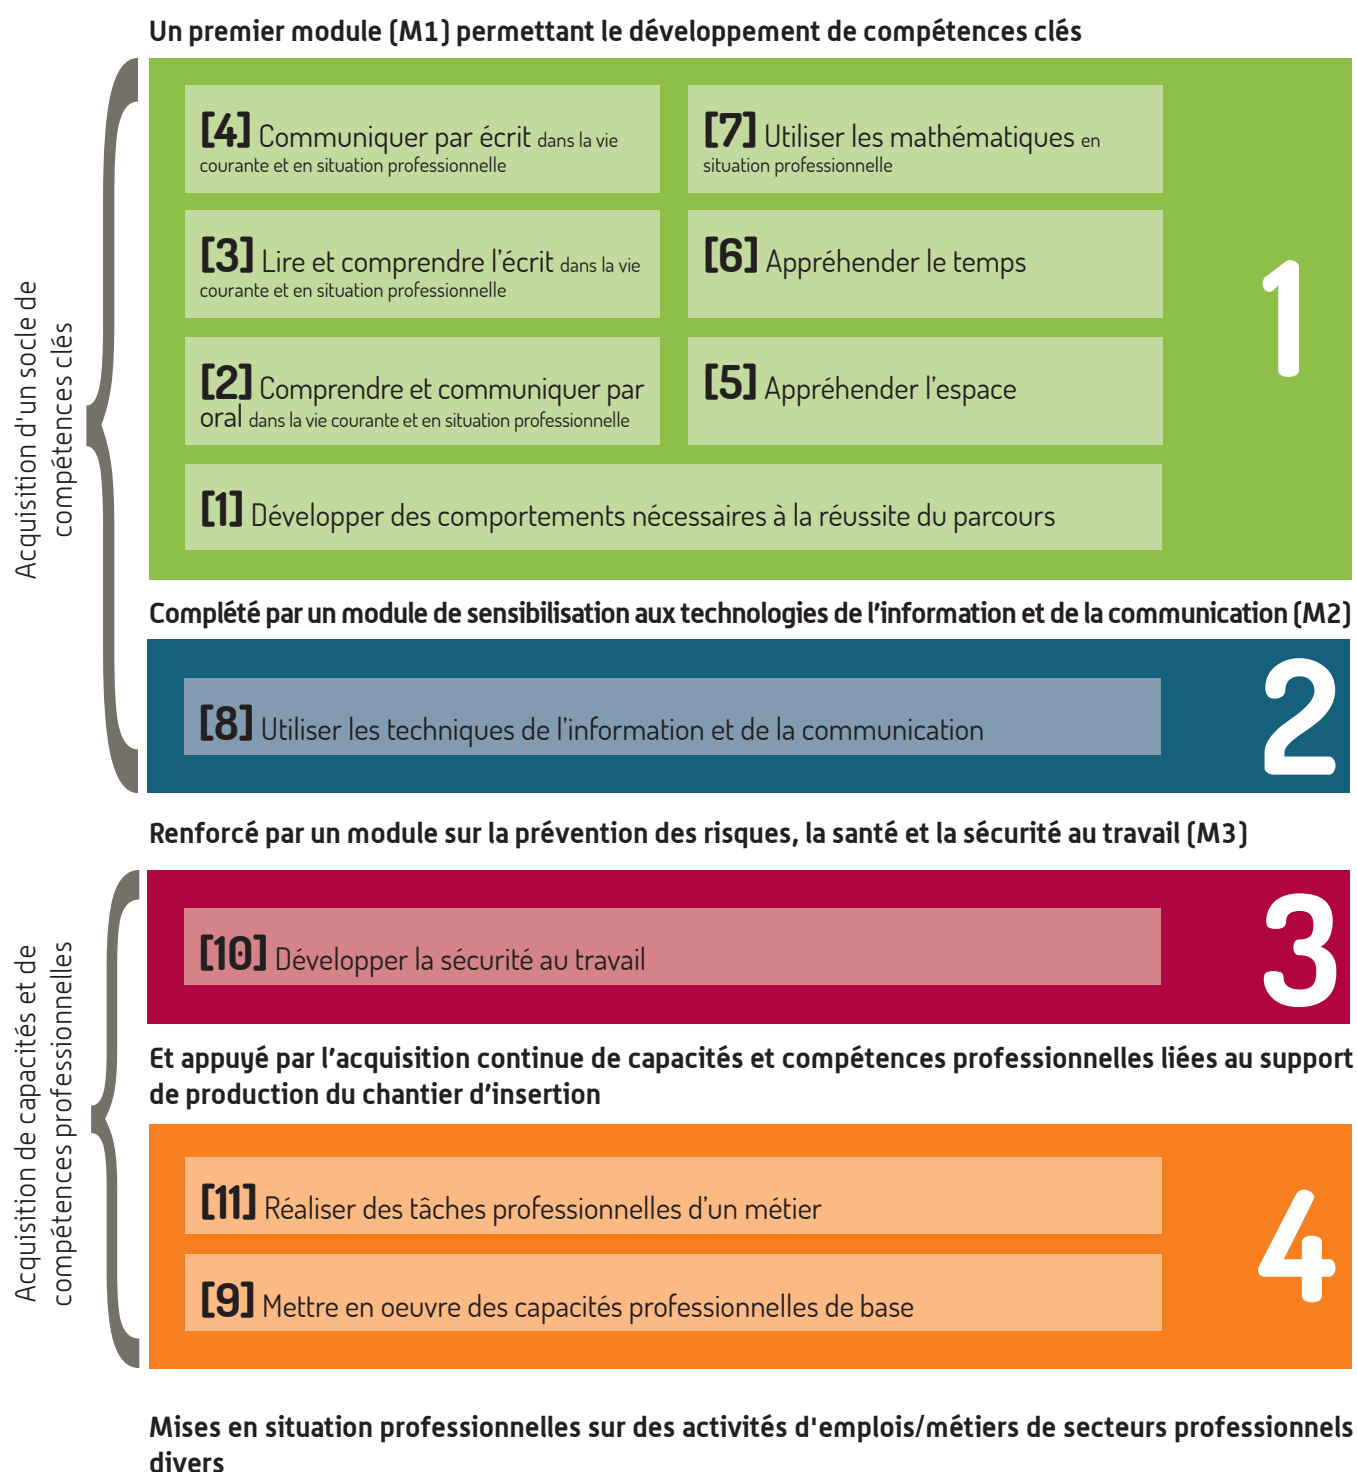 Un premier module (M1) permettant le développement de compétences clés
Acquisition d'un socle de
compétences clés
[4] Communiquer par écrit dans la vie
courante et en situation professionnelle
[7] Utiliser les mathématiques en
situation professionnelle
[3] Lire et comprendre l’écrit dans la vie
courante et en situation professionnelle
[6] Appréhender le temps
[2] Comprendre et communiquer par
oral dans la vie courante et en situation professionnelle
[5] Appréhender l’espace
[1] Développer des comportements nécessaires à la réussite du parcours
1
Complété par un module de sensibilisation aux technologies de l’information et de la communication (M2)
[8] Utiliser les techniques de l’information et de la communication
2
Renforcé par un module sur la prévention des risques, la santé et la sécurité au travail (M3)
Acquisition de capacités et de
compétences professionnelles
[10] Développer la sécurité au travail
3
Et appuyé par l’acquisition continue de capacités et compétences professionnelles liées au support
de production du chantier d’insertion
[11] Réaliser des tâches professionnelles d’un métier
[9] Mettre en oeuvre des capacités professionnelles de base
4
Mises en situation professionnelles sur des activités d'emplois/métiers de secteurs professionnels
divers